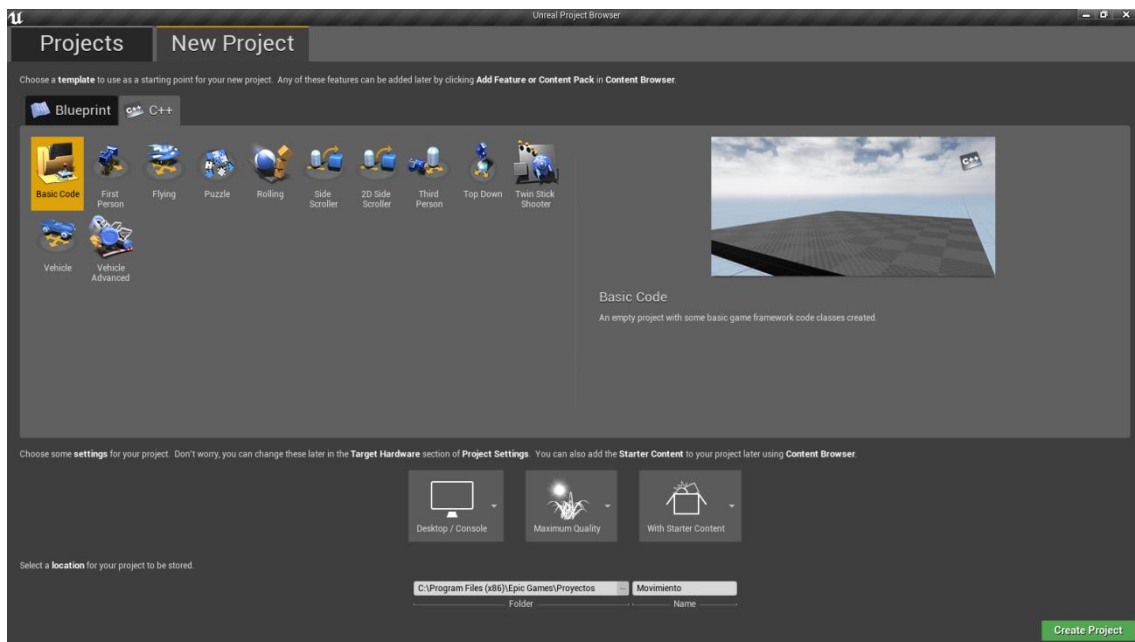 Unreal Project Browser
Projects
New Project
Choose a template to use as a starting point for your new project. Any of these features can be added later by clicking Add Feature or Content Pack in Content Browser.
Blueprint
C++
Basic Code
First Person
Flying
Puzzle
Rolling
Side Scroller
2D Side Scroller
Third Person
Top Down
Twin Stick Shooter
Vehicle
Vehicle Advanced
C++
Basic Code
An empty project with some basic game framework code classes created.
Choose some settings for your project. Don't worry, you can change these later in the Target Hardware section of Project Settings. You can also add the Starter Content to your project later using Content Browser.
Desktop / Console
Maximum Quality
With Starter Content
Select a location for your project to be stored.
C:\Program Files (x86)\Epic Games\Proyectos
...
Movimiento
Folder
Name
Create Project